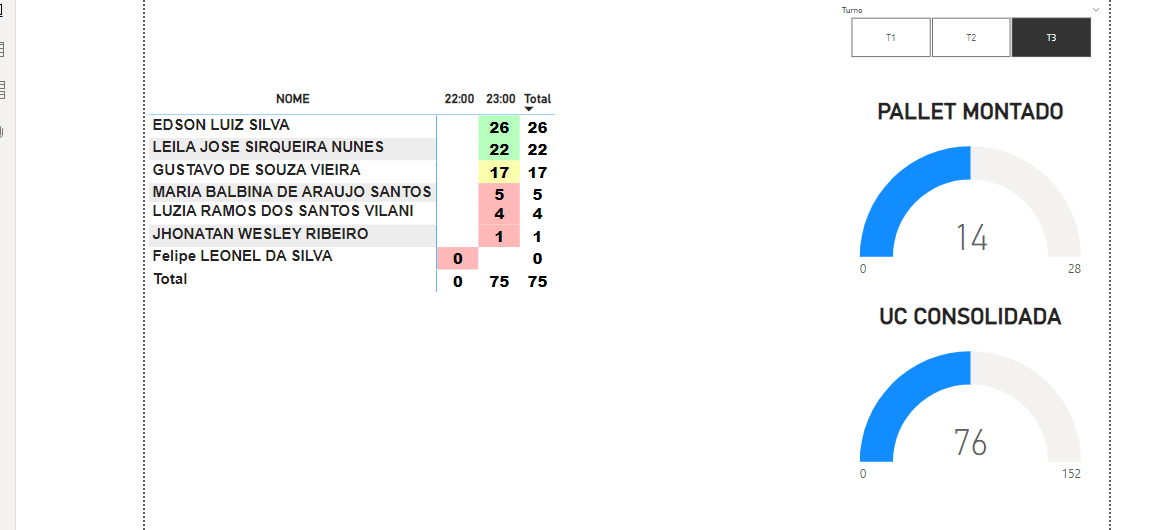 Turno
T1 T2 T3
NOME 22:00 23:00 Total
EDSON LUIZ SILVA 26 26
LEILA JOSE SIRQUEIRA NUNES 22 22
GUSTAVO DE SOUZA VIEIRA 17 17
MARIA BALBINA DE ARAUJO SANTOS 5 5
LUZIA RAMOS DOS SANTOS VILANI 4 4
JHONATAN WESLEY RIBEIRO 1 1
Felipe LEONEL DA SILVA 0 0
Total 0 75 75
PALLET MONTADO
14
0 28
UC CONSOLIDADA
76
0 152